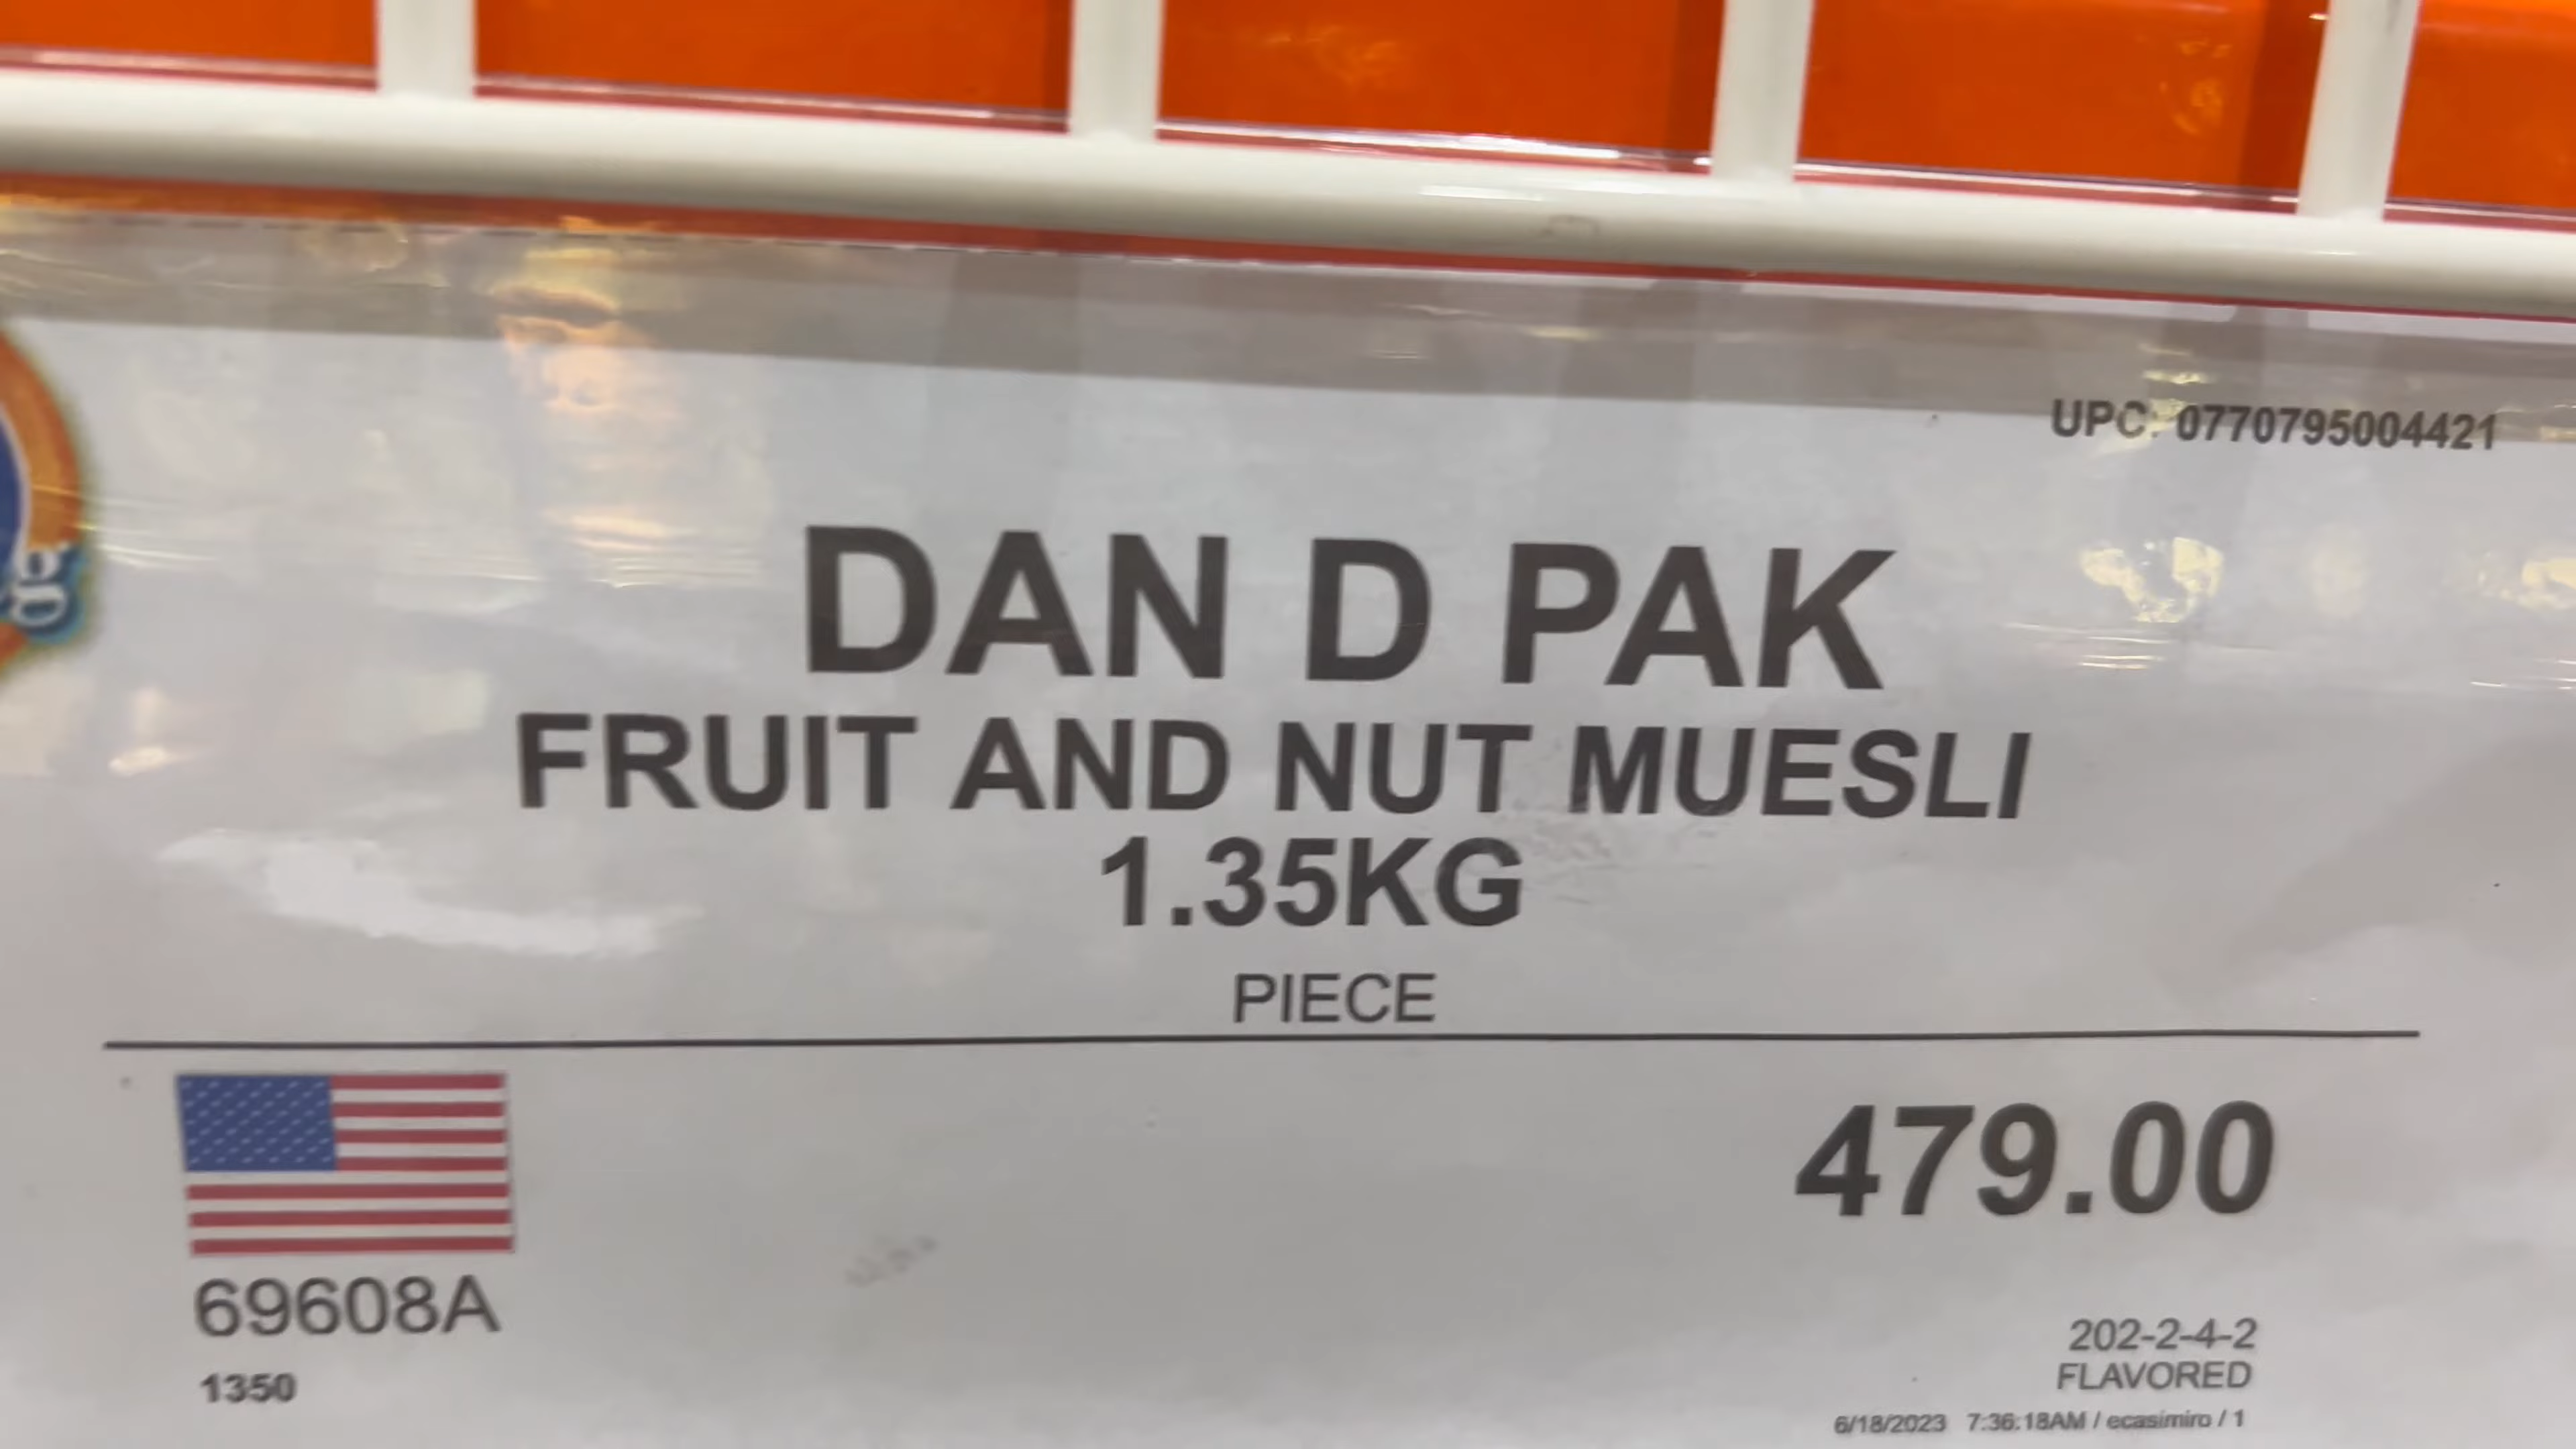 UPC: 0770795004421
DAN D PAK
FRUIT AND NUT MUESLI
1.35KG
PIECE
479.00
69608A
1350
202-2-4-2
FLAVORED
6/18/2023 7:36:18AM / ecasimiro / 1